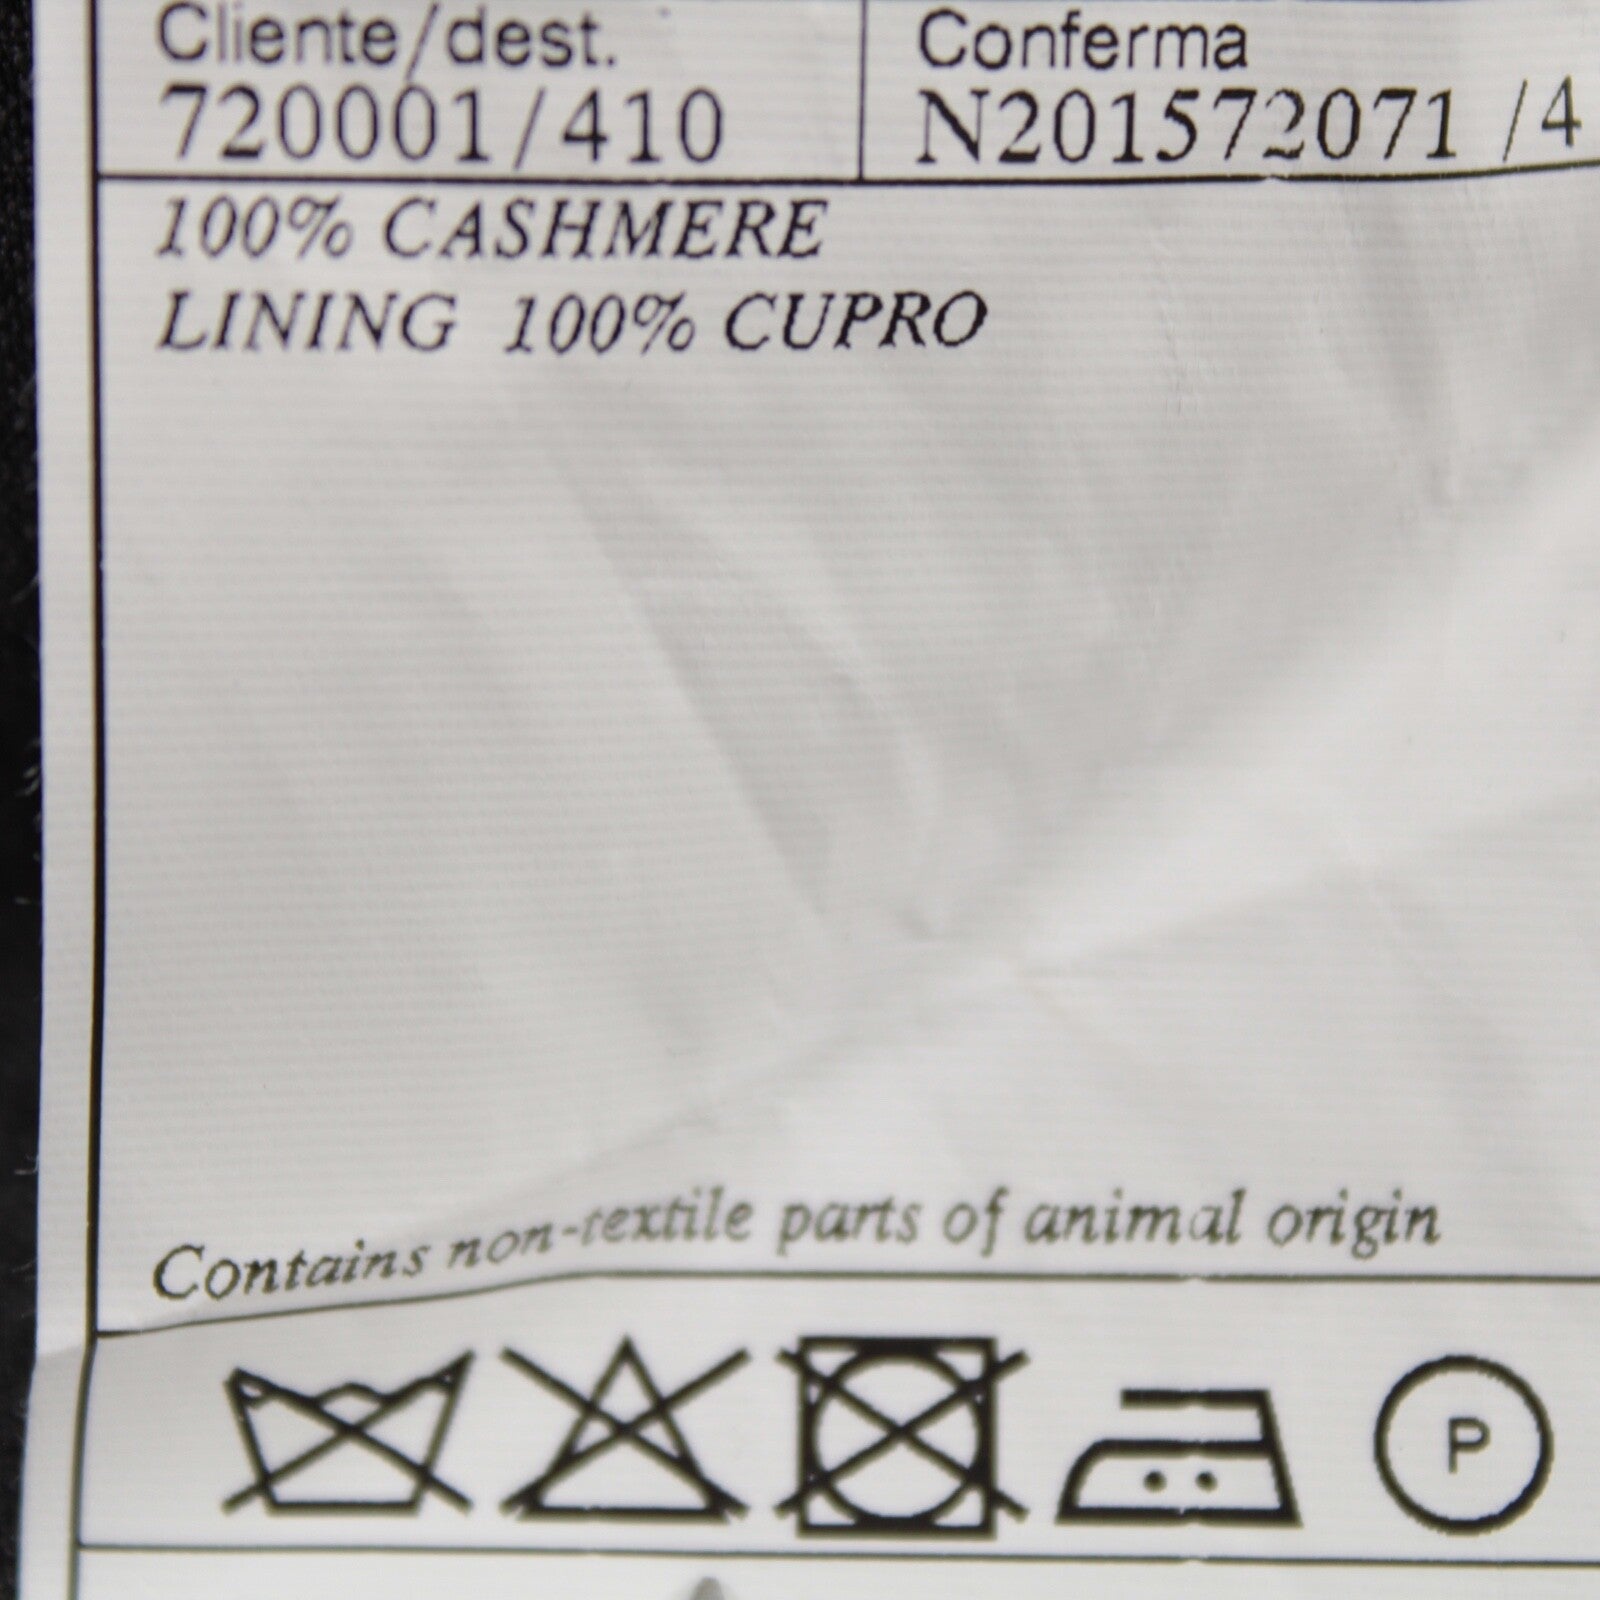 Cliente/dest.
720001/410
Conferma
N201572071 /4
100% CASHMERE
LINING 100% CUPRO
Contains non-textile parts of animal origin
P